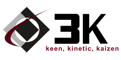 3K
keen, kinetic, kaizen